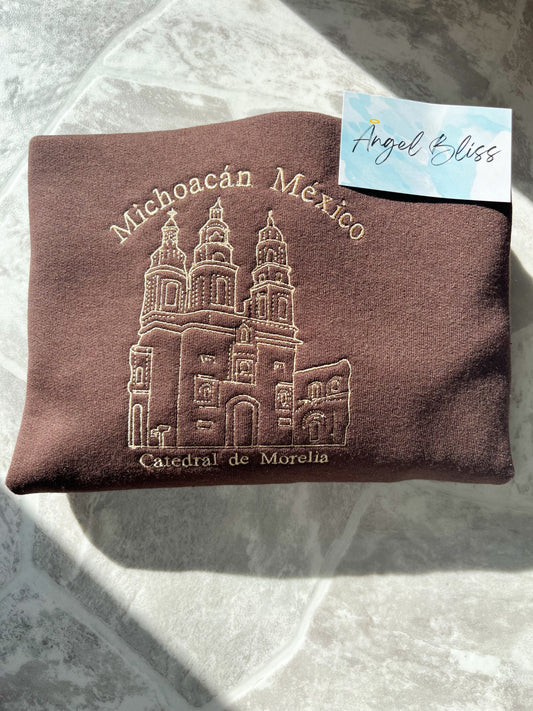 Angel Bliss
Michoacán México
Catedral de Morelia